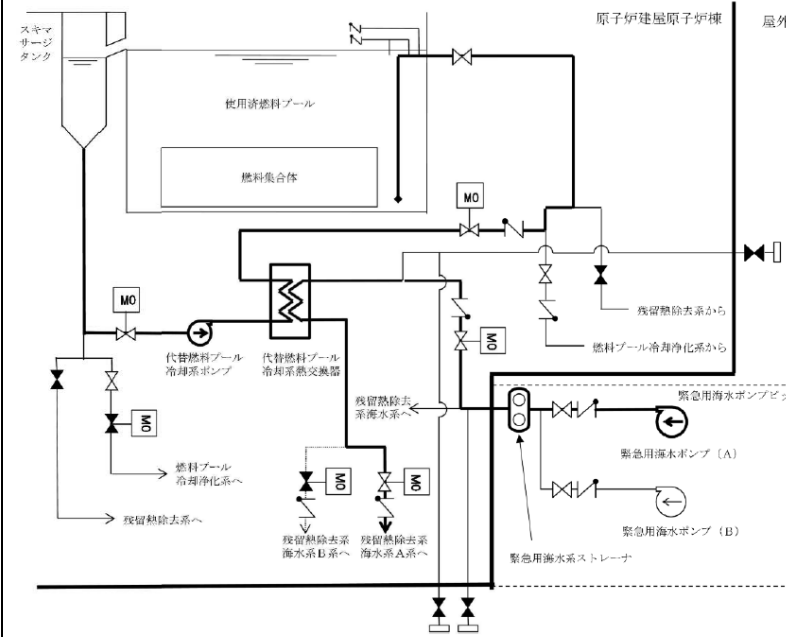 原子炉建屋原子炉棟
屋外
スキマ
サージ
タンク
使用済燃料プール
燃料集合体
MO
MO
代替燃料プール
冷却系ポンプ
代替燃料プール
冷却系熱交換器
MO
残留熱除去系から
燃料プール冷却浄化系から
残留熱除去
系海水系へ
緊急用海水ポンプピッ
緊急用海水ポンプ（A）
緊急用海水ポンプ（B）
緊急用海水系ストレーナ
MO
燃料プール
冷却浄化系へ
残留熱除去系へ
MO
MO
残留熱除去系
海水系B系へ
残留熱除去系
海水系A系へ